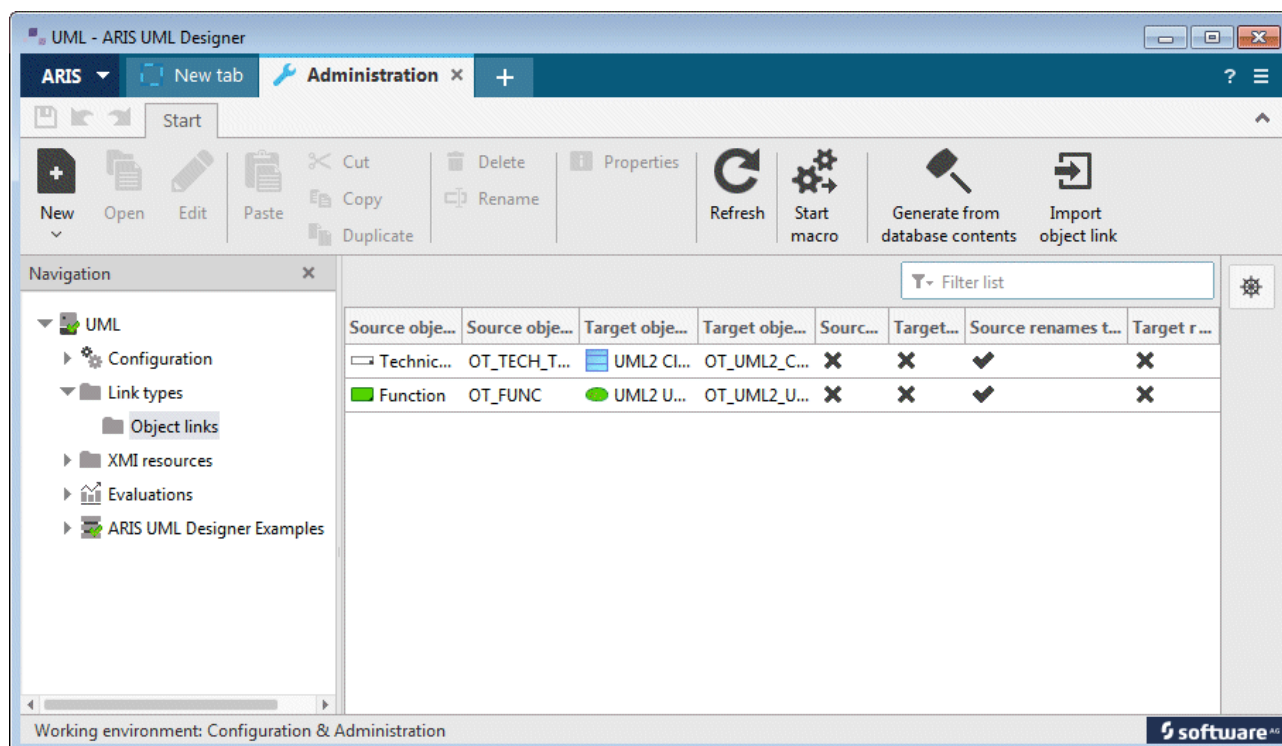 UML - ARIS UML Designer
ARIS New tab Administration × + ?
Start
Cut Delete Properties
Copy Rename
New Open Edit Paste Refresh Start Generate from Import
Duplicate macro database contents object link
Navigation Filter list
UML Source obje... Source obje... Target obje... Target obje... Sourc... Target... Source renames t... Target r...
Configuration Technic... OT_TECH_T... UML2 Cl... OT_UML2_C...
Link types Function OT_FUNC UML2 U... OT_UML2_U...
Object links
XMI resources
Evaluations
ARIS UML Designer Examples
Working environment: Configuration & Administration software AG